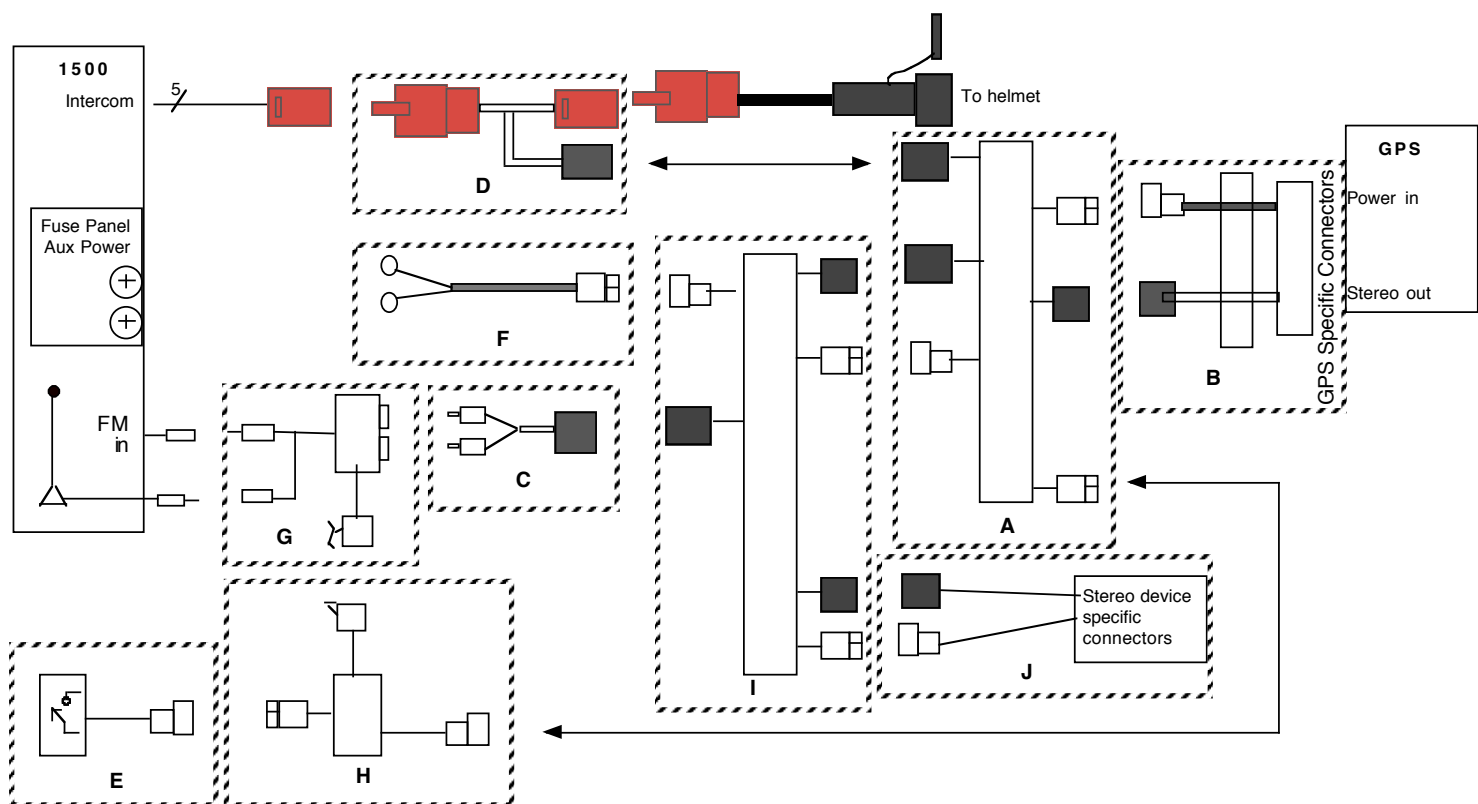 1500
Intercom
5
To helmet
GPS
Power in
Stereo out
GPS Specific Connectors
Fuse Panel
Aux Power
D
F
B
FM
in
C
G
A
Stereo device
specific
connectors
J
I
E
H